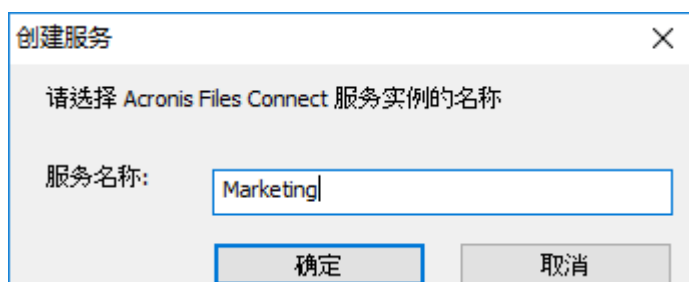 创建服务
请选择 Acronis Files Connect 服务实例的名称
服务名称:
Marketing
确定
取消